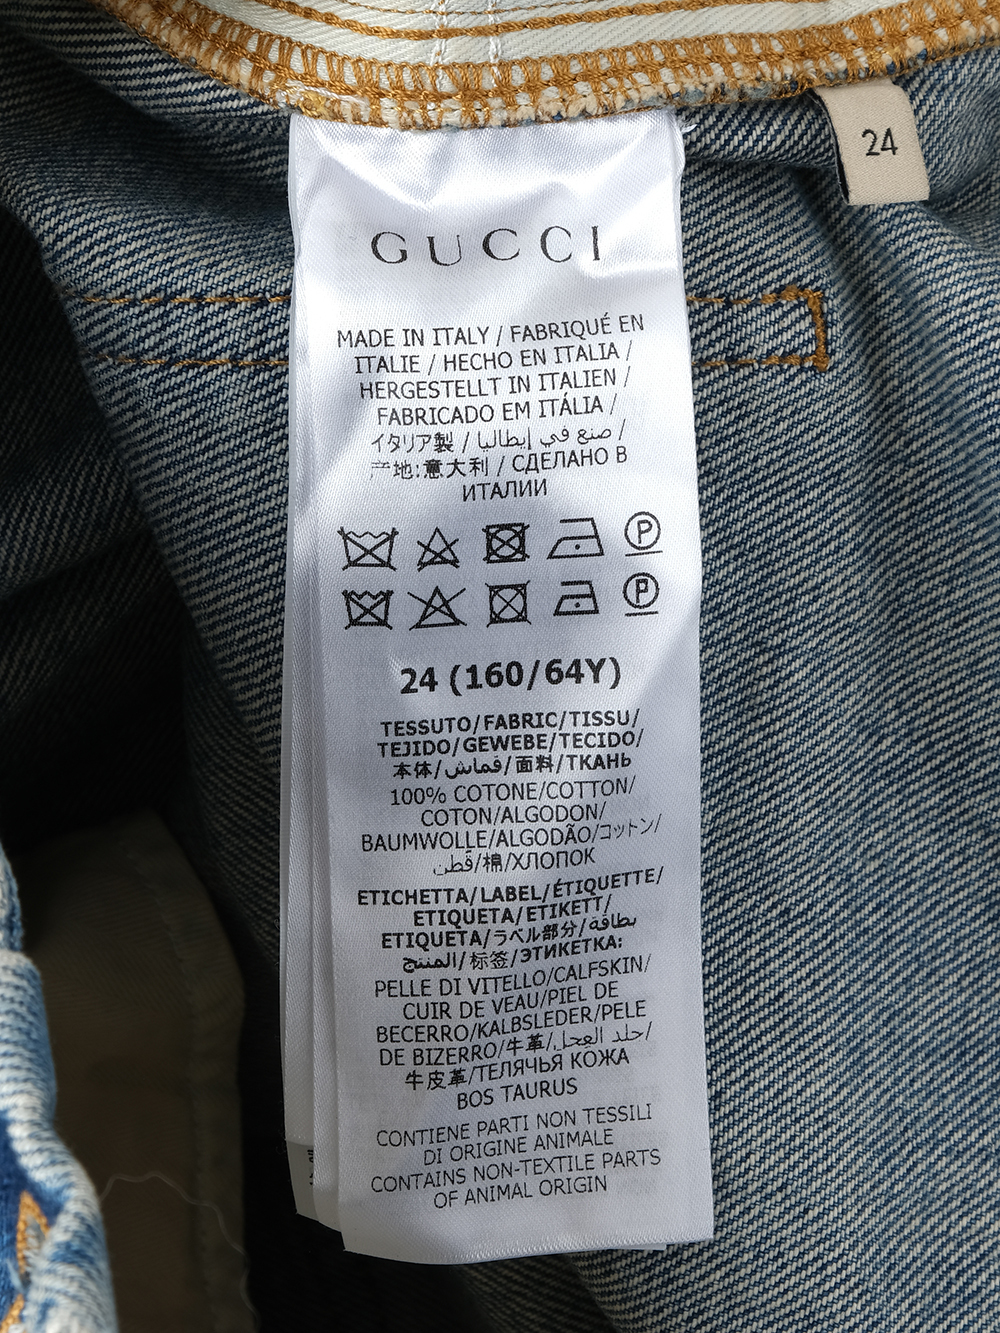 24
GUCCI
MADE IN ITALY / FABRIQUÉ EN
ITALIE / HECHO EN ITALIA /
HERGESTELLT IN ITALIEN /
FABRICADO EM ITÁLIA /
イタリア製 / صنع في إيطاليا /
产地:意大利 / СДЕЛАНО В
ИТАЛИИ
P
P
24 (160/64Y)
TESSUTO/FABRIC/TISSU/
TEJIDO/GEWEBE/TECIDO/
本体/قماش/面料/ТКАНЬ
100% COTONE/COTTON/
COTON/ALGODON/
BAUMWOLLE/ALGODÃO/コットン/
قطن/棉/ХЛОПОК
ETICHETTA/LABEL/ÉTIQUETTE/
ETIQUETA/ETIKETT/
ETIQUETA/ラベル部分/بطاقة/
المنتج/标签/ЭТИКЕТКА:
PELLE DI VITELLO/CALFSKIN/
CUIR DE VEAU/PIEL DE
BECERRO/KALBSLEDER/PELE
DE BIZERRO/牛革/جلد العجل/
牛皮革/ТЕЛЯЧЬЯ КОЖА
BOS TAURUS
CONTIENE PARTI NON TESSILI
DI ORIGINE ANIMALE
CONTAINS NON-TEXTILE PARTS
OF ANIMAL ORIGIN